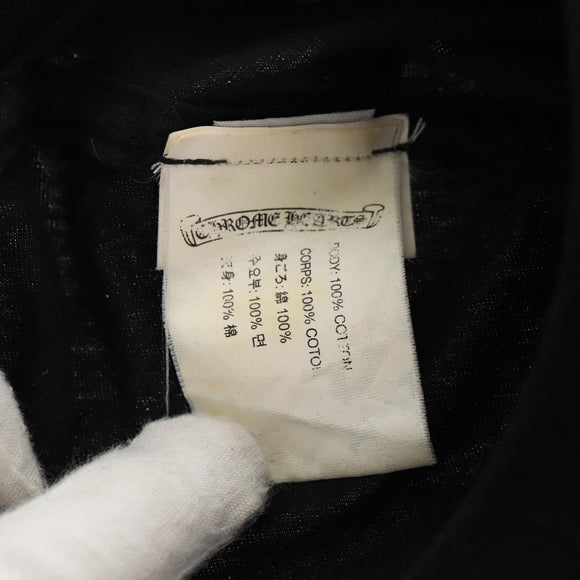 CHROME HEARTS
BODY: 100% COTTON
CORPS: 100% COTON
身ごろ: 綿 100%
주요부: 100% 면
衣身: 100% 棉